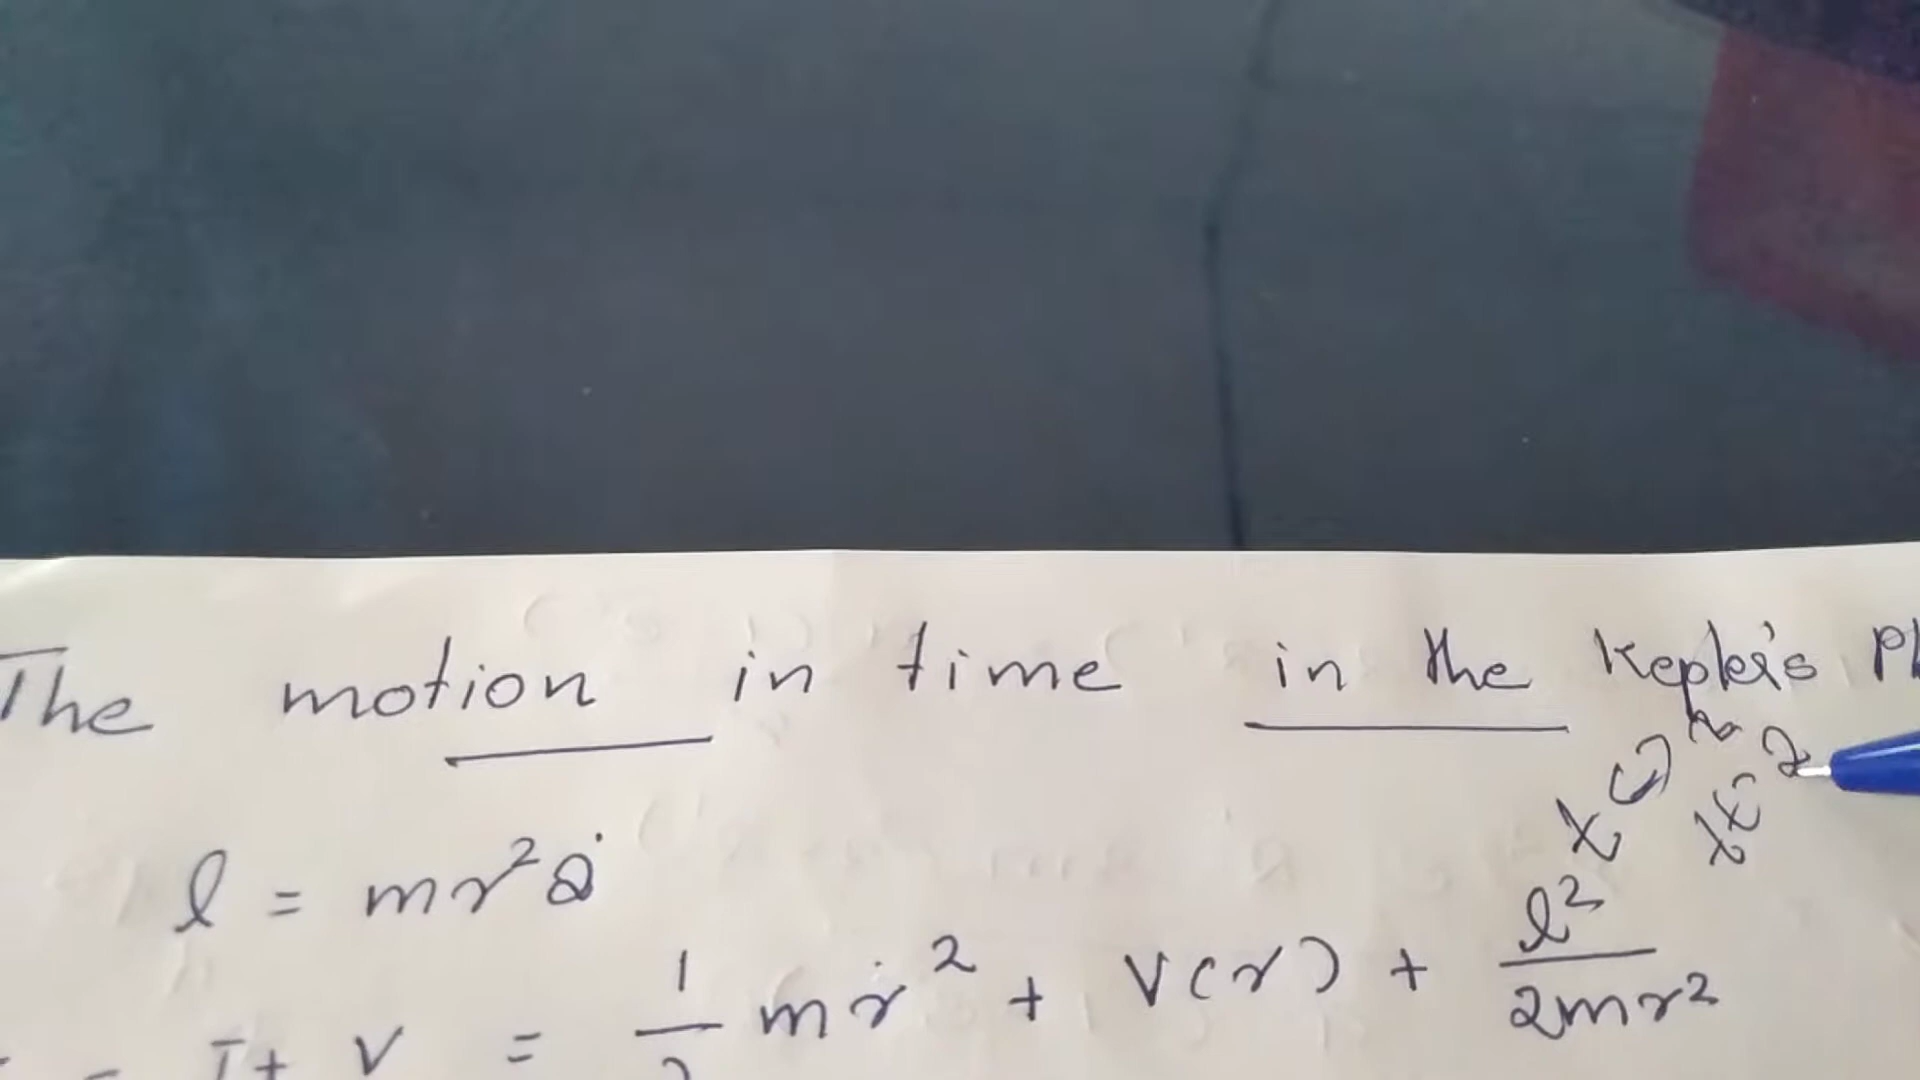 The motion in time in the Kepler's
t(r) r(t)
l = mr²θ̇
= T + V = 1/2 mṙ² + V(r) + l²/2mr²